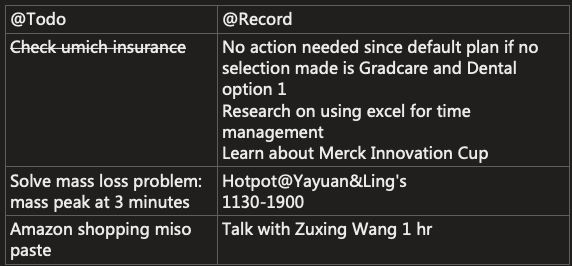 @Todo
@Record
Check umich insurance
No action needed since default plan if no
selection made is Gradcare and Dental
option 1
Research on using excel for time
management
Learn about Merck Innovation Cup
Solve mass loss problem:
mass peak at 3 minutes
Hotpot@Yayuan&Ling's
1130-1900
Amazon shopping miso
paste
Talk with Zuxing Wang 1 hr